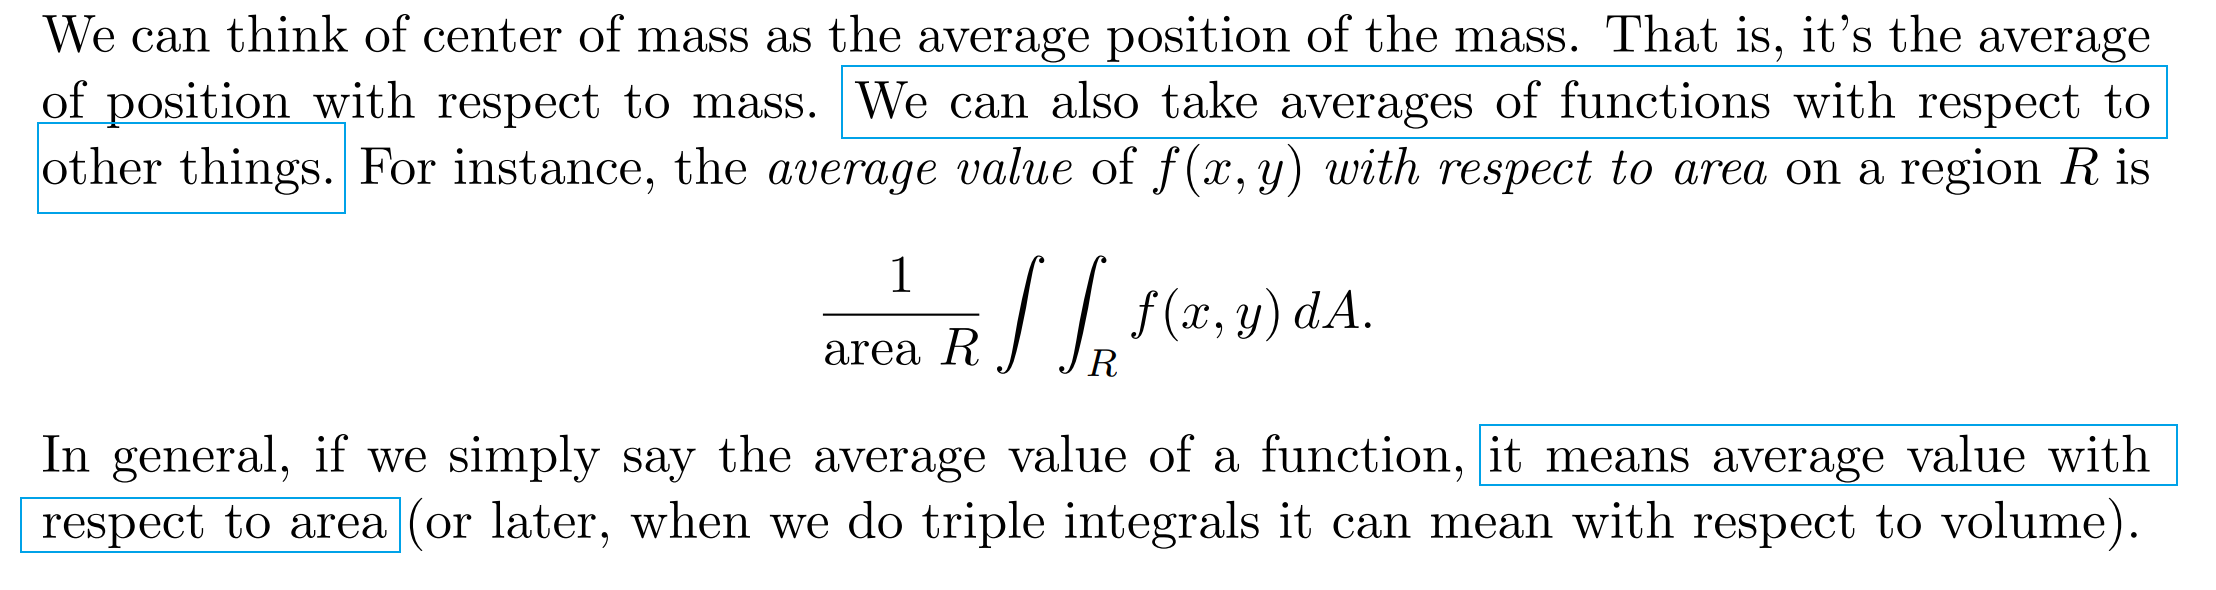 We can think of center of mass as the average position of the mass. That is, it's the average
of position with respect to mass. We can also take averages of functions with respect to
other things. For instance, the average value of f(x, y) with respect to area on a region R is
1/area R ∫∫_R f(x, y) dA.
In general, if we simply say the average value of a function, it means average value with
respect to area (or later, when we do triple integrals it can mean with respect to volume).